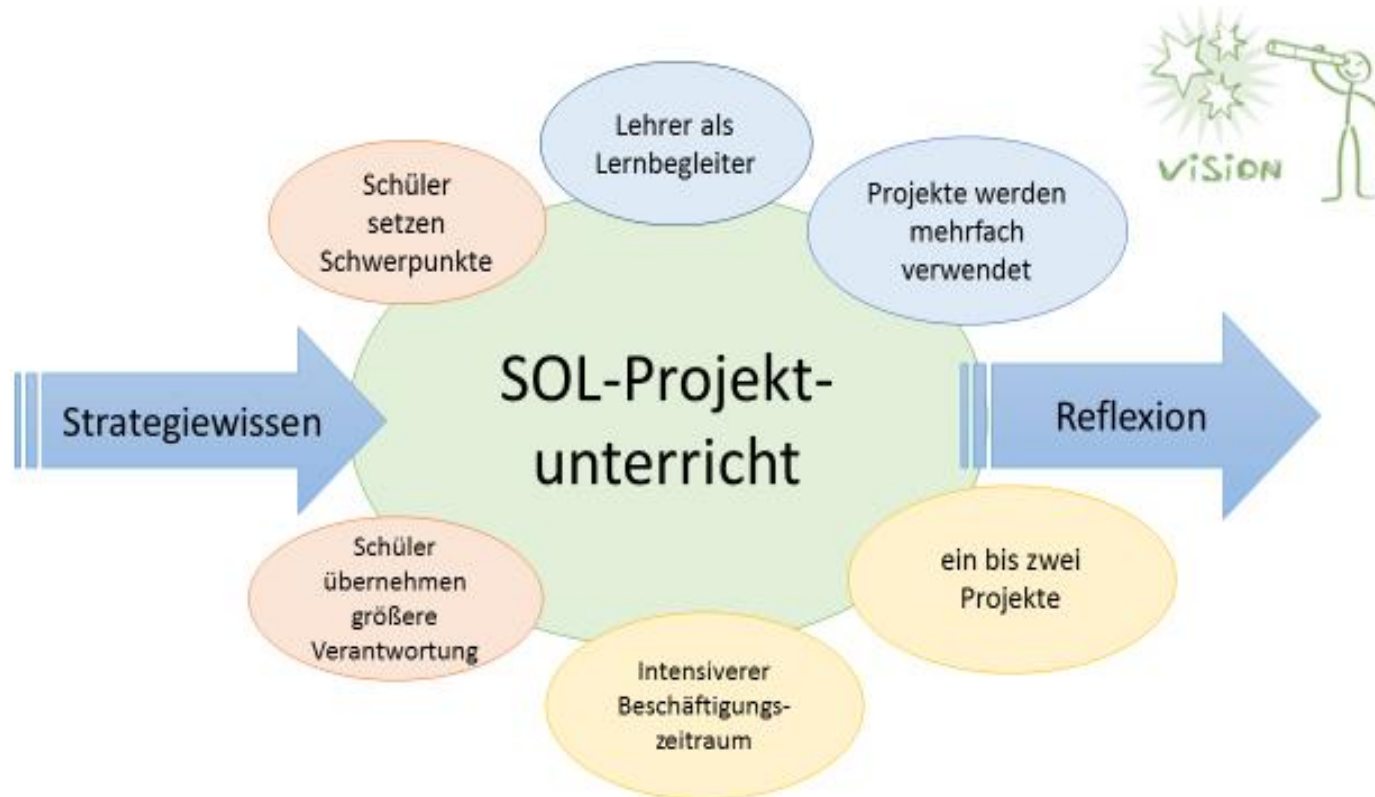 ViSiON
Lehrer als
Lernbegleiter
Schüler
setzen
Schwerpunkte
Projekte werden
mehrfach
verwendet
SOL-Projekt-
unterricht
Strategiewissen
Reflexion
Schüler
übernehmen
größere
Verantwortung
ein bis zwei
Projekte
Intensiverer
Beschäftigungs-
zeitraum